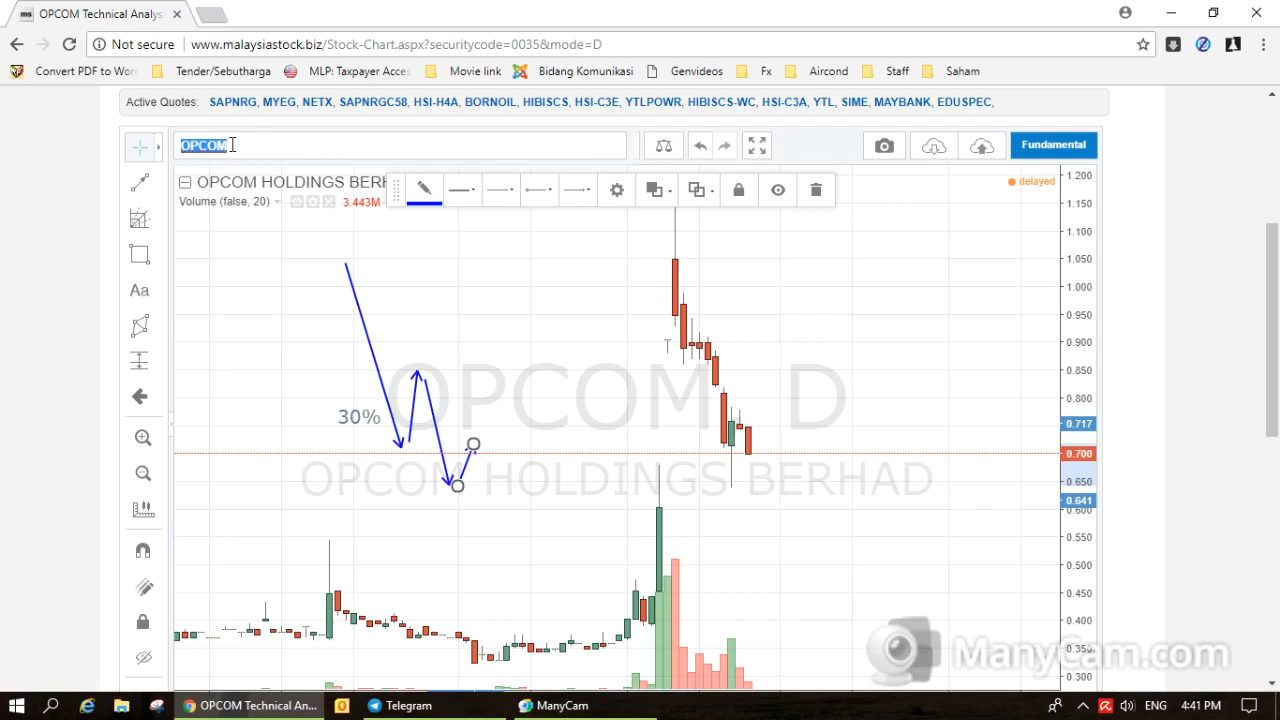 OPCOM Technical Analys
Not secure
www.malaysiastock.biz/Stock-Chart.aspx?securitycode=0035&mode=D
Convert PDF to Wor
Tender/Sebutharga
MLP: Taxpayer Acces
Movie link
Bidang Komunikasi
Genvideos
Fx
Aircond
Staff
Saham
Active Quotes: SAPNRG, MYEG, NETX, SAPNRGC58, HSI-H4A, BORNOIL, HIBISCS, HSI-C3E, YTLPOWR, HIBISCS-WC, HSI-C3A, YTL, SIME, MAYBANK, EDUSPEC,
OPCOM
Fundamental
OPCOM HOLDINGS BERH
delayed
Volume (false, 20)
3.443M
Aa
30%
OPCOM, D
OPCOM HOLDINGS BERHAD
1.200
1.150
1.100
1.050
1.000
0.950
0.900
0.850
0.800
0.717
0.700
0.650
0.641
0.600
0.550
0.500
0.450
0.400
0.350
0.300
ManyCam.com
OPCOM Technical An...
Telegram
ManyCam
ENG
4:41 PM